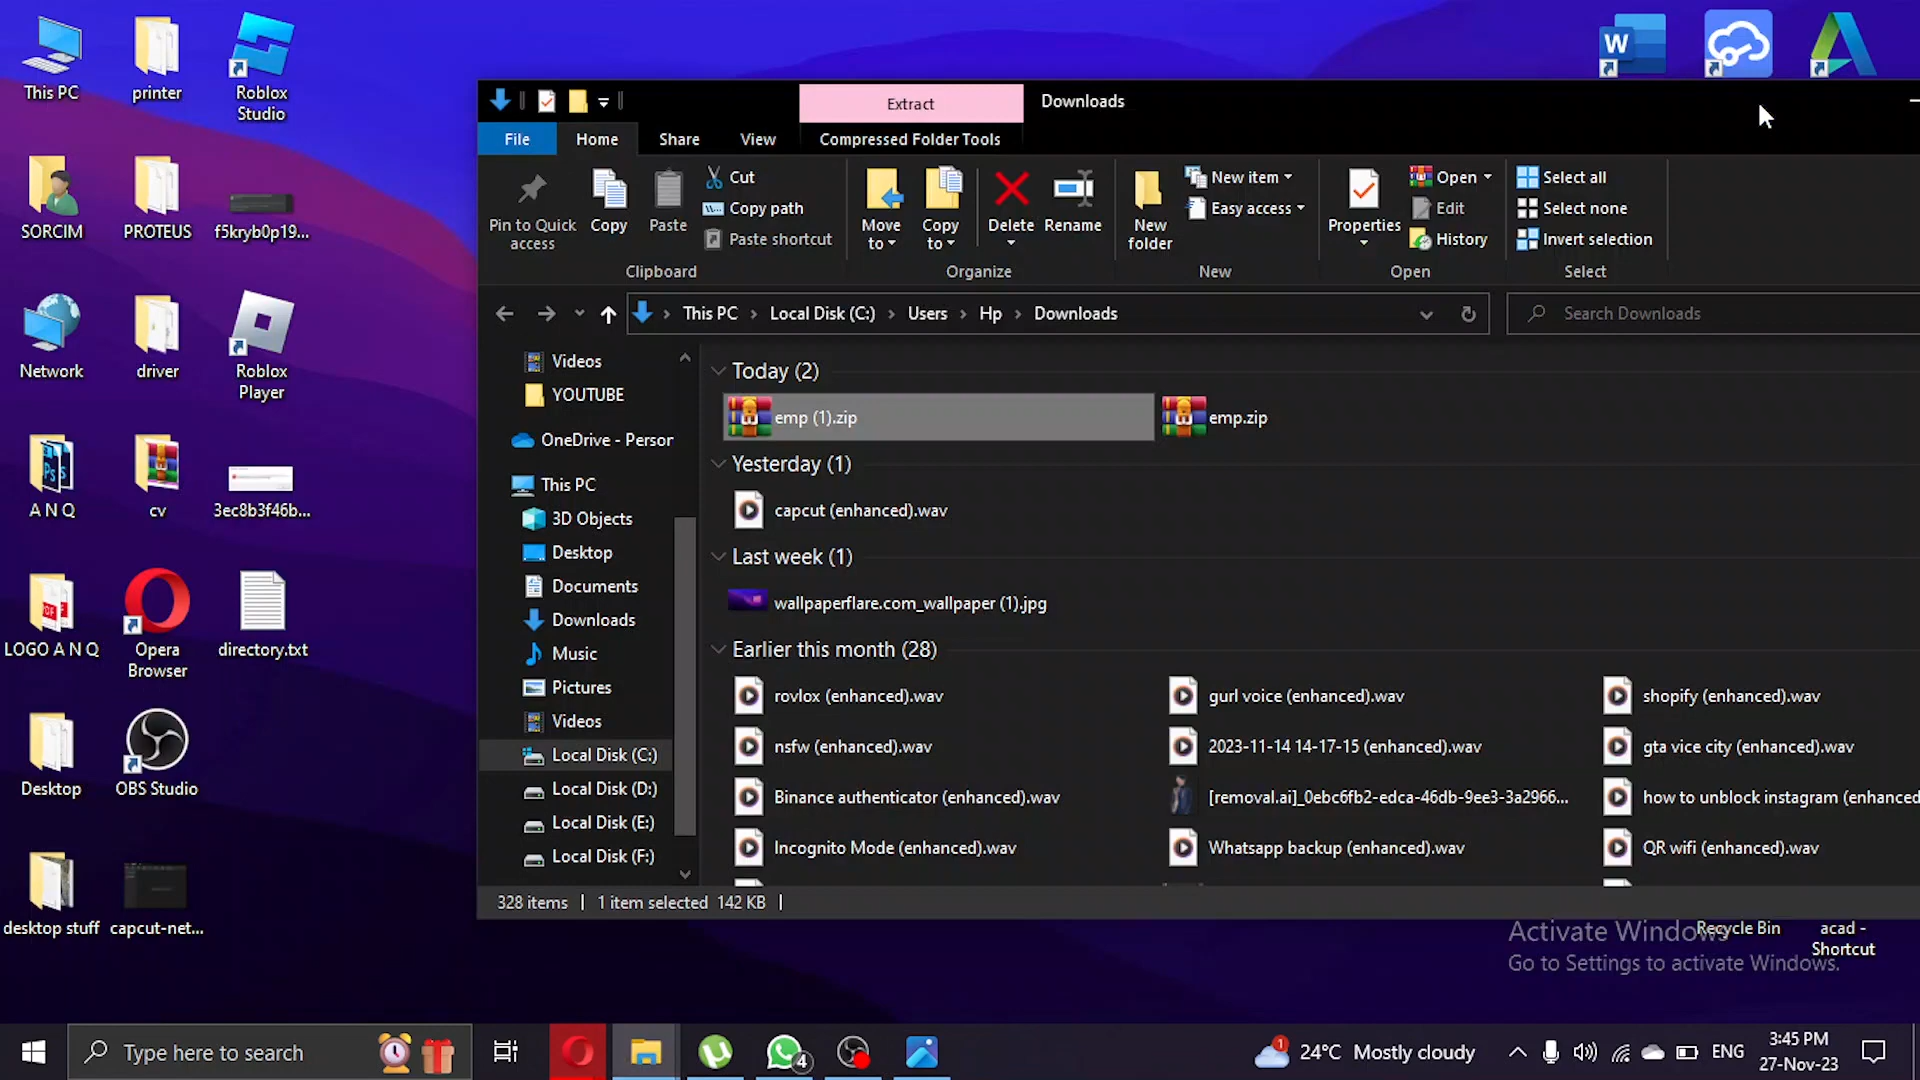 This PC
printer
Roblox
Studio
SORCIM
PROTEUS
f5kryb0p19...
Network
driver
Roblox
Player
A N Q
cv
3ec8b3f46b...
LOGO A N Q
Opera
Browser
directory.txt
Desktop
OBS Studio
desktop stuff
capcut-net...
Extract
Downloads
File
Home
Share
View
Compressed Folder Tools
Pin to Quick
access
Copy
Paste
Cut
Copy path
Paste shortcut
Clipboard
Move
to
Copy
to
Delete
Rename
Organize
New
folder
New item
Easy access
New
Properties
Open
Edit
History
Open
Select all
Select none
Invert selection
Select
This PC > Local Disk (C:) > Users > Hp > Downloads
Search Downloads
Videos
YOUTUBE
OneDrive - Person
This PC
3D Objects
Desktop
Documents
Downloads
Music
Pictures
Videos
Local Disk (C:)
Local Disk (D:)
Local Disk (E:)
Local Disk (F:)
Today (2)
emp (1).zip
emp.zip
Yesterday (1)
capcut (enhanced).wav
Last week (1)
wallpaperflare.com_wallpaper (1).jpg
Earlier this month (28)
rovlox (enhanced).wav
gurl voice (enhanced).wav
shopify (enhanced).wav
nsfw (enhanced).wav
2023-11-14 14-17-15 (enhanced).wav
gta vice city (enhanced).wav
Binance authenticator (enhanced).wav
[removal.ai]_0ebc6fb2-edca-46db-9ee3-3a2966...
how to unblock instagram (enhanced
Incognito Mode (enhanced).wav
Whatsapp backup (enhanced).wav
QR wifi (enhanced).wav
328 items
1 item selected 142 KB
Recycle Bin
acad -
Shortcut
Activate Windows
Go to Settings to activate Windows.
Type here to search
4
1
24°C Mostly cloudy
ENG
3:45 PM
27-Nov-23